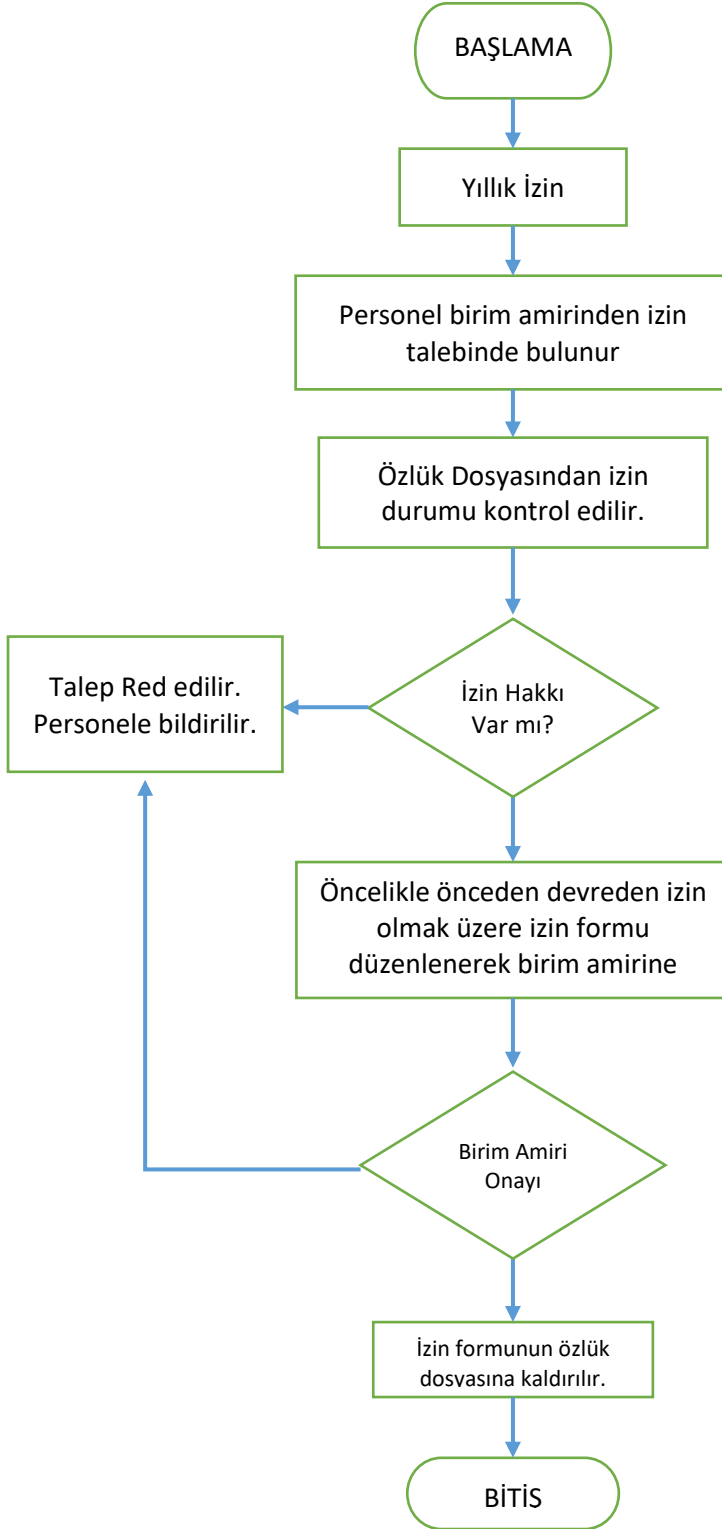 BAŞLAMA
Yıllık İzin
Personel birim amirinden izin
talebinde bulunur
Özlük Dosyasından izin
durumu kontrol edilir.
İzin Hakkı
Var mı?
Talep Red edilir.
Personele bildirilir.
Öncelikle önceden devreden izin
olmak üzere izin formu
düzenlenerek birim amirine
Birim Amiri
Onayı
İzin formunun özlük
dosyasına kaldırılır.
BİTİŞ